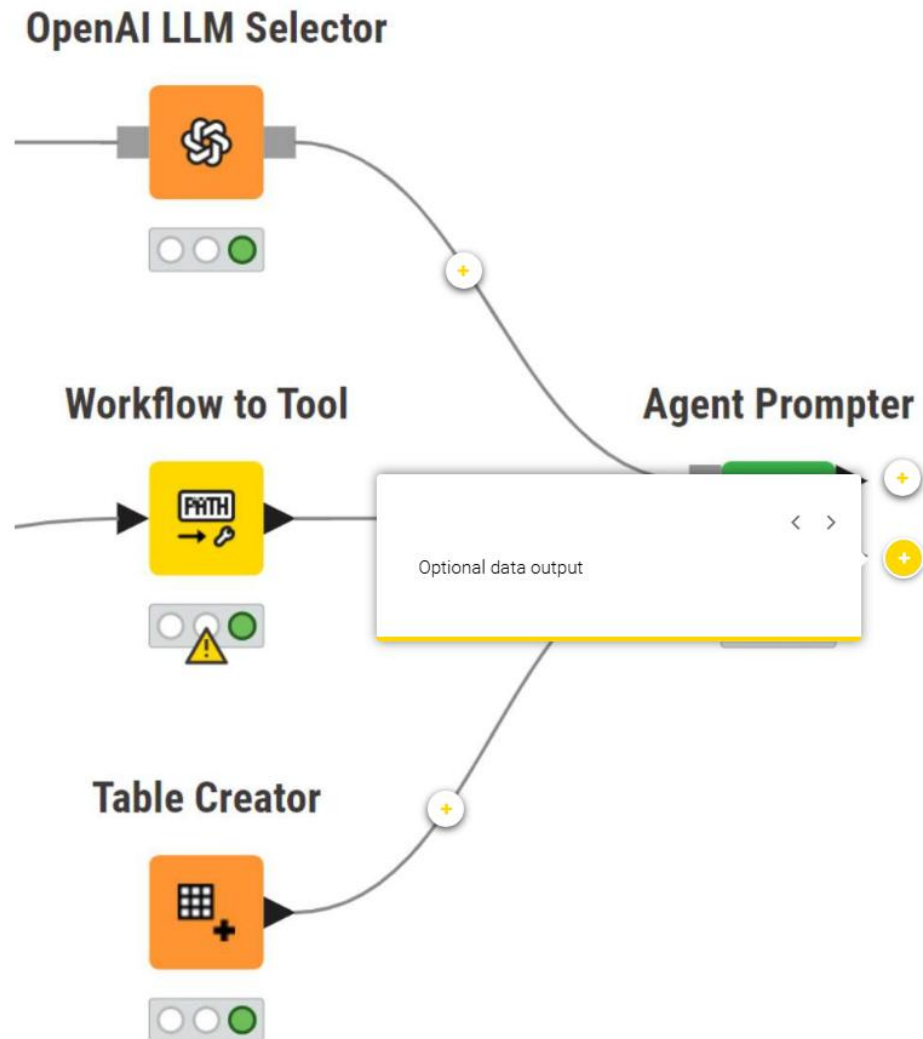 OpenAI LLM Selector
Workflow to Tool
Agent Prompter
PATH
Optional data output
Table Creator